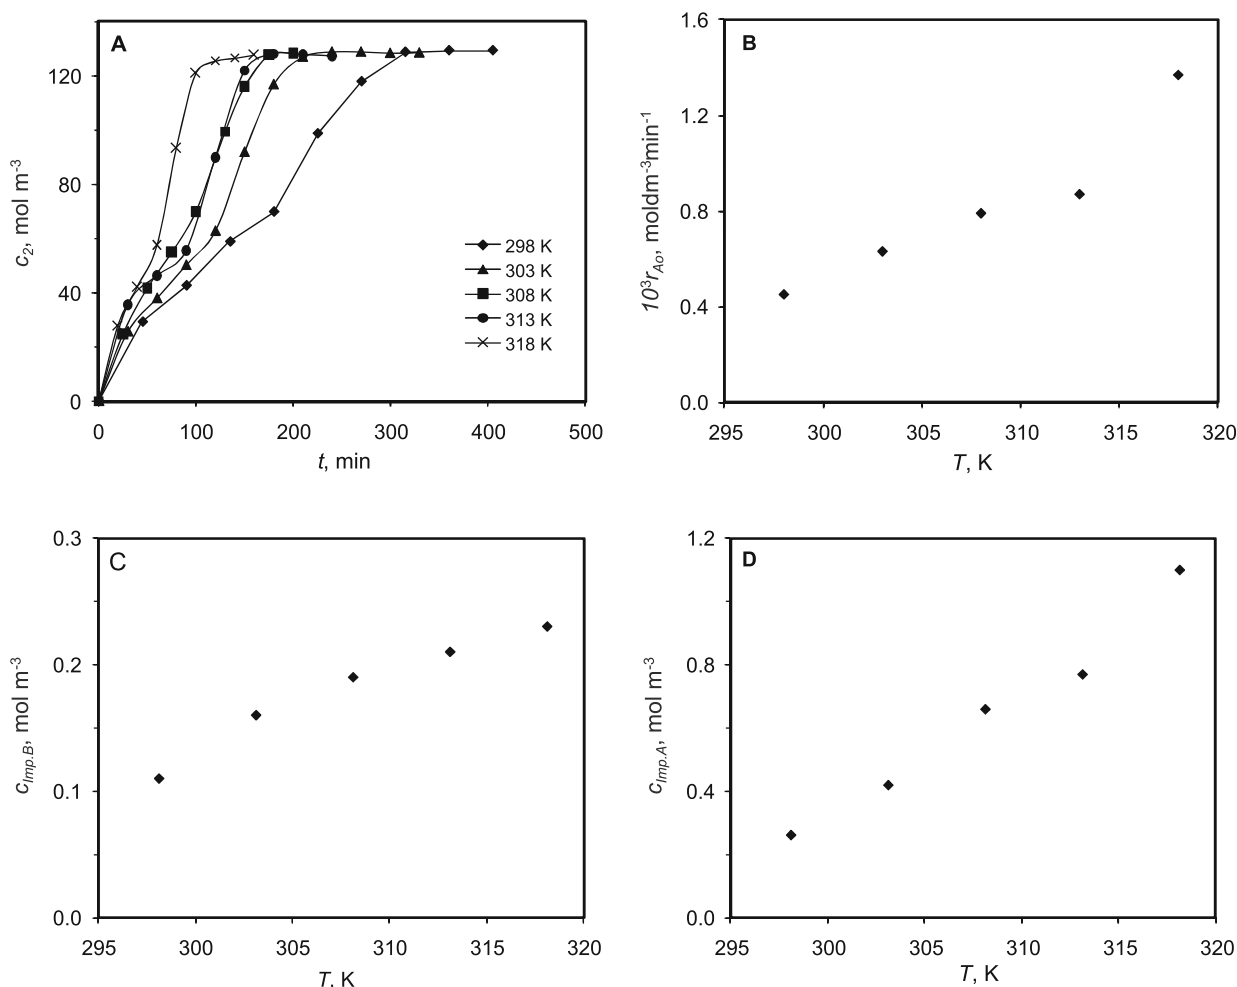 A
c₂, mol m⁻³
120
80
40
0
0 100 200 300 400 500
t, min
298 K
303 K
308 K
313 K
318 K
B
10³r_Ao, moldm⁻³min⁻¹
1.6
1.2
0.8
0.4
0.0
295 300 305 310 315 320
T, K
C
c_Imp.B, mol m⁻³
0.3
0.2
0.1
0.0
295 300 305 310 315 320
T, K
D
c_Imp.A, mol m⁻³
1.2
0.8
0.4
0.0
295 300 305 310 315 320
T, K